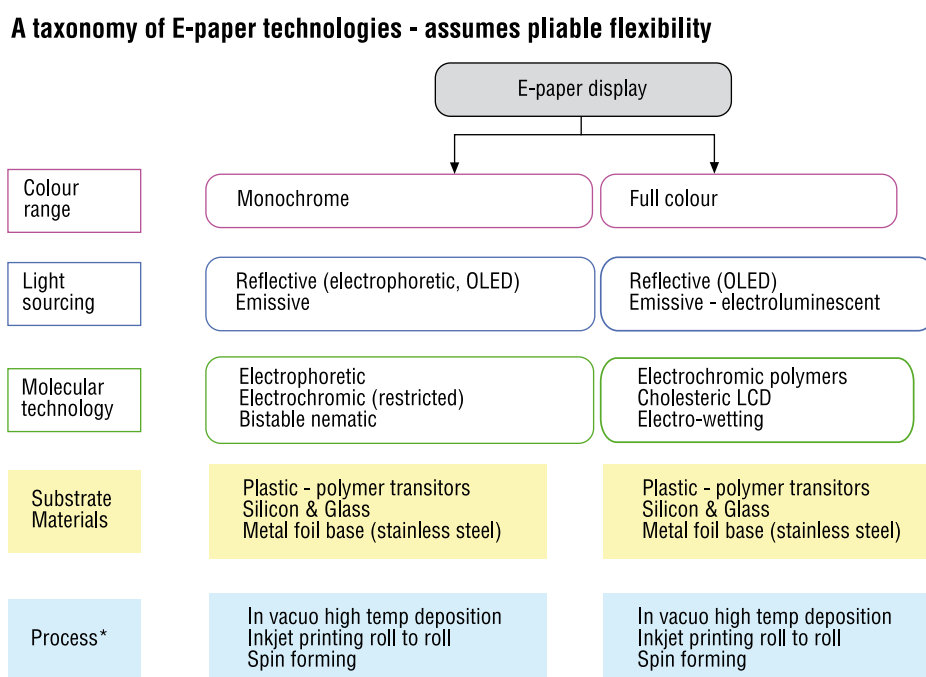 A taxonomy of E-paper technologies - assumes pliable flexibility
E-paper display
Colour
range
Monochrome
Full colour
Light
sourcing
Reflective (electrophoretic, OLED)
Emissive
Reflective (OLED)
Emissive - electroluminescent
Molecular
technology
Electrophoretic
Electrochromic (restricted)
Bistable nematic
Electrochromic polymers
Cholesteric LCD
Electro-wetting
Substrate
Materials
Plastic - polymer transitors
Silicon & Glass
Metal foil base (stainless steel)
Plastic - polymer transitors
Silicon & Glass
Metal foil base (stainless steel)
Process*
In vacuo high temp deposition
Inkjet printing roll to roll
Spin forming
In vacuo high temp deposition
Inkjet printing roll to roll
Spin forming